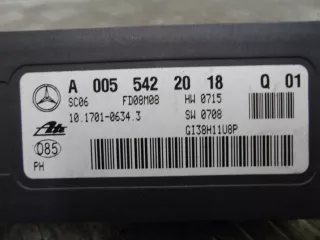 A 005 542 20 18 Q 01
SC06 FD08M08 HW 0715
10.1701-0634.3 SW 0708
GI38H11U8P
Ate
085
PH